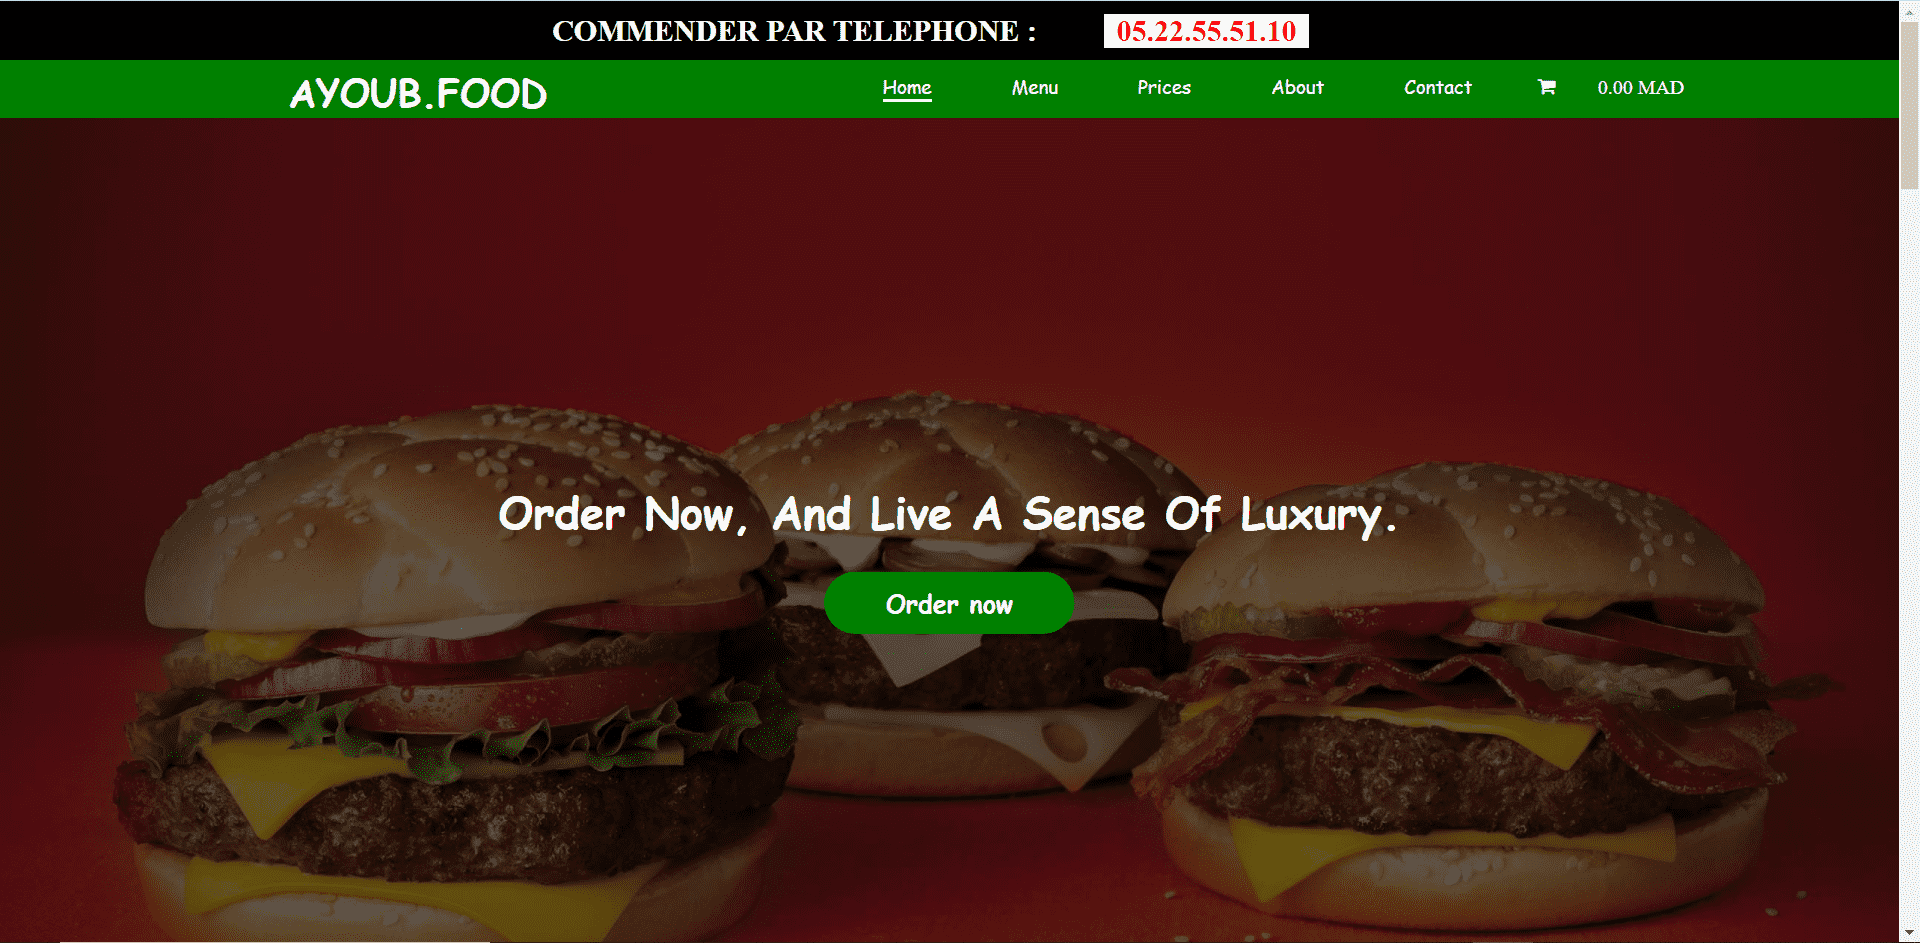 COMMENDER PAR TELEPHONE : 05.22.55.51.10
AYOUB.FOOD Home Menu Prices About Contact 0.00 MAD
Order Now, And Live A Sense Of Luxury.
Order now